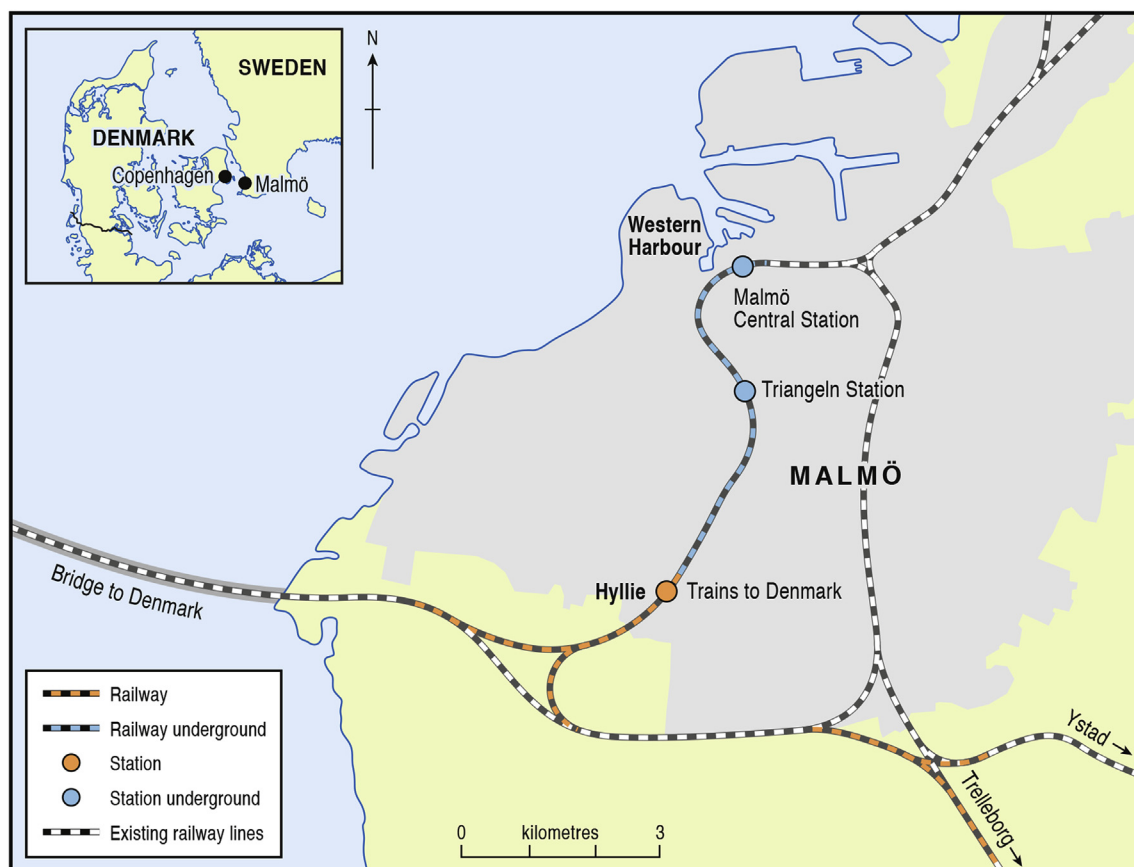 N
SWEDEN
DENMARK
Copenhagen
Malmö
Western
Harbour
Malmö
Central Station
Triangeln Station
MALMÖ
Hyllie
Trains to Denmark
Bridge to Denmark
Ystad
Trelleborg
Railway
Railway underground
Station
Station underground
Existing railway lines
0 kilometres 3